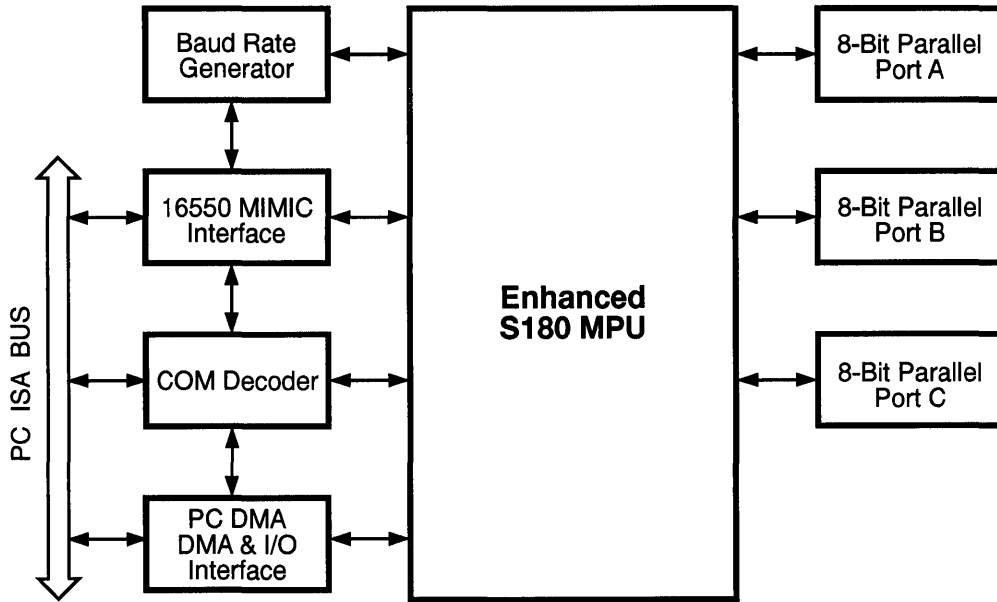 Baud Rate
Generator
8-Bit Parallel
Port A
16550 MIMIC
Interface
8-Bit Parallel
Port B
Enhanced
S180 MPU
COM Decoder
8-Bit Parallel
Port C
PC DMA
DMA & I/O
Interface
PC ISA BUS